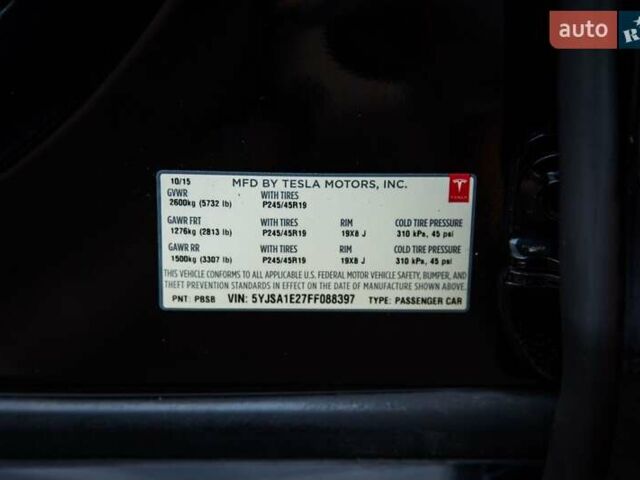 auto
R
10/15 MFD BY TESLA MOTORS, INC.
GVWR WITH TIRES
2600kg (5732 lb) P245/45R19
GAWR FRT WITH TIRES RIM COLD TIRE PRESSURE
1276kg (2813 lb) P245/45R19 19X8 J 310 kPa, 45 psi
GAWR RR WITH TIRES RIM COLD TIRE PRESSURE
1500kg (3307 lb) P245/45R19 19X8 J 310 kPa, 45 psi
THIS VEHICLE CONFORMS TO ALL APPLICABLE U.S. FEDERAL MOTOR VEHICLE SAFETY, BUMPER, AND
THEFT PREVENTION STANDARDS IN EFFECT ON THE DATE OF MANUFACTURE SHOWN ABOVE.
PNT: PBSB VIN: 5YJSA1E27FF088397 TYPE: PASSENGER CAR
TESLA